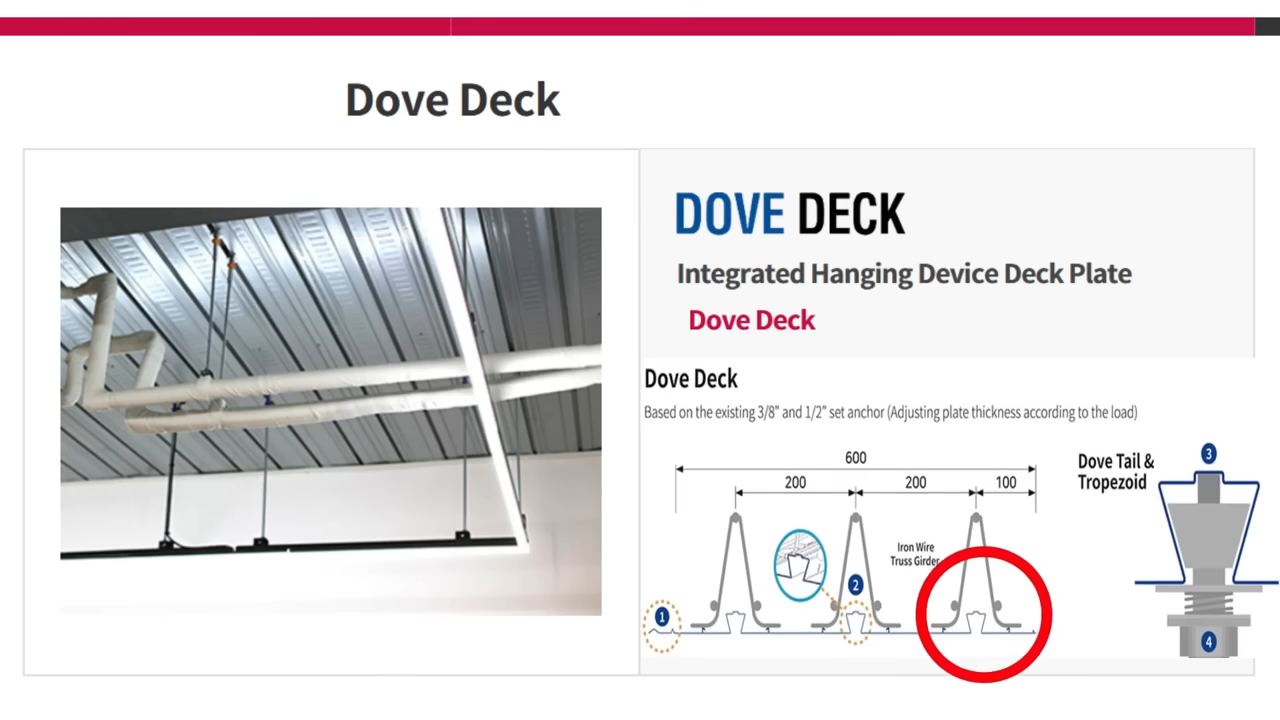 Dove Deck
DOVE DECK
Integrated Hanging Device Deck Plate
Dove Deck
Dove Deck
Based on the existing 3/8" and 1/2" set anchor (Adjusting plate thickness according to the load)
600
200
200
100
Iron Wire
Truss Girder
1
2
Dove Tail &
Tropezoid
3
4